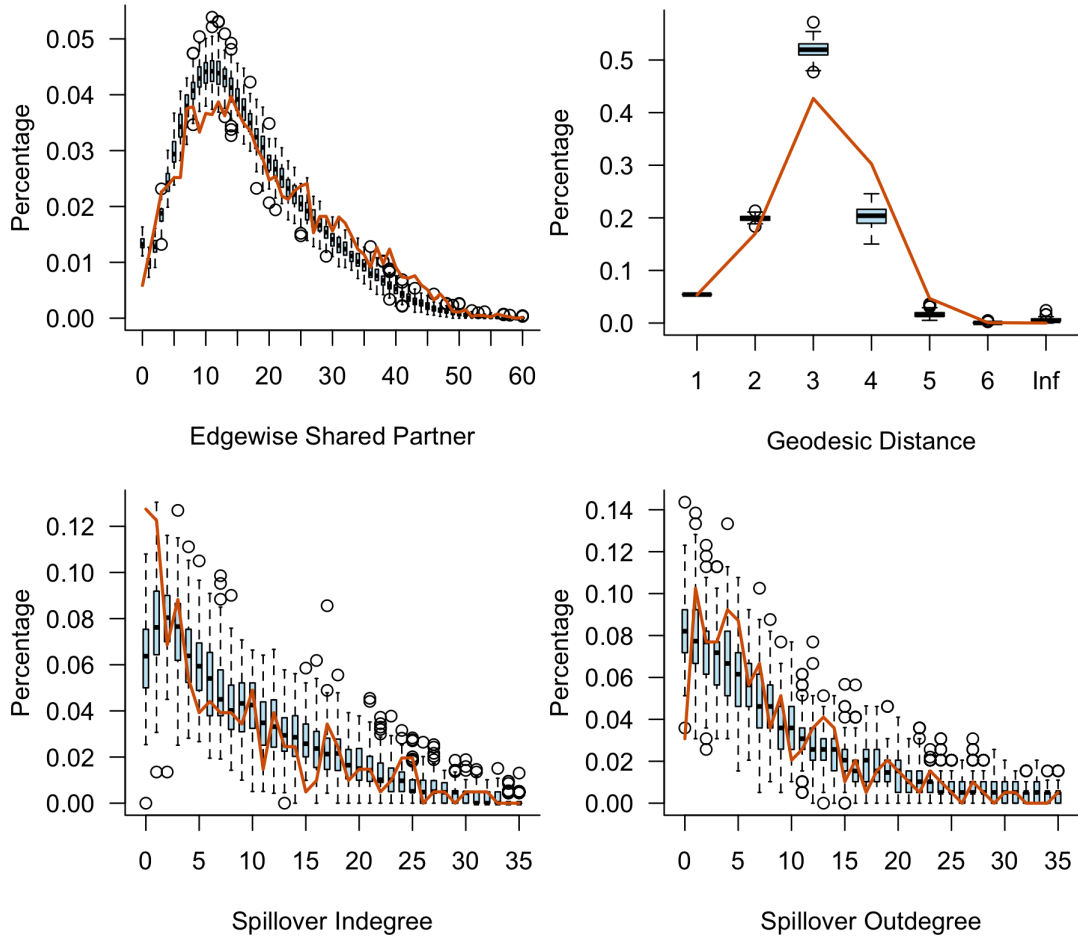 Percentage
0.05
0.04
0.03
0.02
0.01
0.00
0 10 20 30 40 50 60
Edgewise Shared Partner
Percentage
0.5
0.4
0.3
0.2
0.1
0.0
1 2 3 4 5 6 Inf
Geodesic Distance
Percentage
0.12
0.10
0.08
0.06
0.04
0.02
0.00
0 5 10 15 20 25 30 35
Spillover Indegree
Percentage
0.14
0.12
0.10
0.08
0.06
0.04
0.02
0.00
0 5 10 15 20 25 30 35
Spillover Outdegree